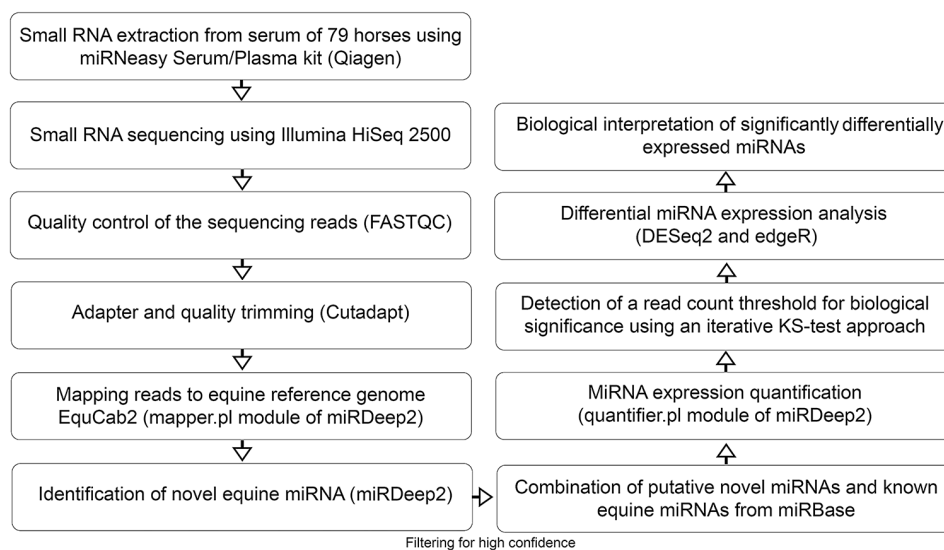 Small RNA extraction from serum of 79 horses using
miRNeasy Serum/Plasma kit (Qiagen)
Small RNA sequencing using Illumina HiSeq 2500
Quality control of the sequencing reads (FASTQC)
Adapter and quality trimming (Cutadapt)
Mapping reads to equine reference genome
EquCab2 (mapper.pl module of miRDeep2)
Identification of novel equine miRNA (miRDeep2)
Filtering for high confidence
Combination of putative novel miRNAs and known
equine miRNAs from miRBase
MiRNA expression quantification
(quantifier.pl module of miRDeep2)
Detection of a read count threshold for biological
significance using an iterative KS-test approach
Differential miRNA expression analysis
(DESeq2 and edgeR)
Biological interpretation of significantly differentially
expressed miRNAs